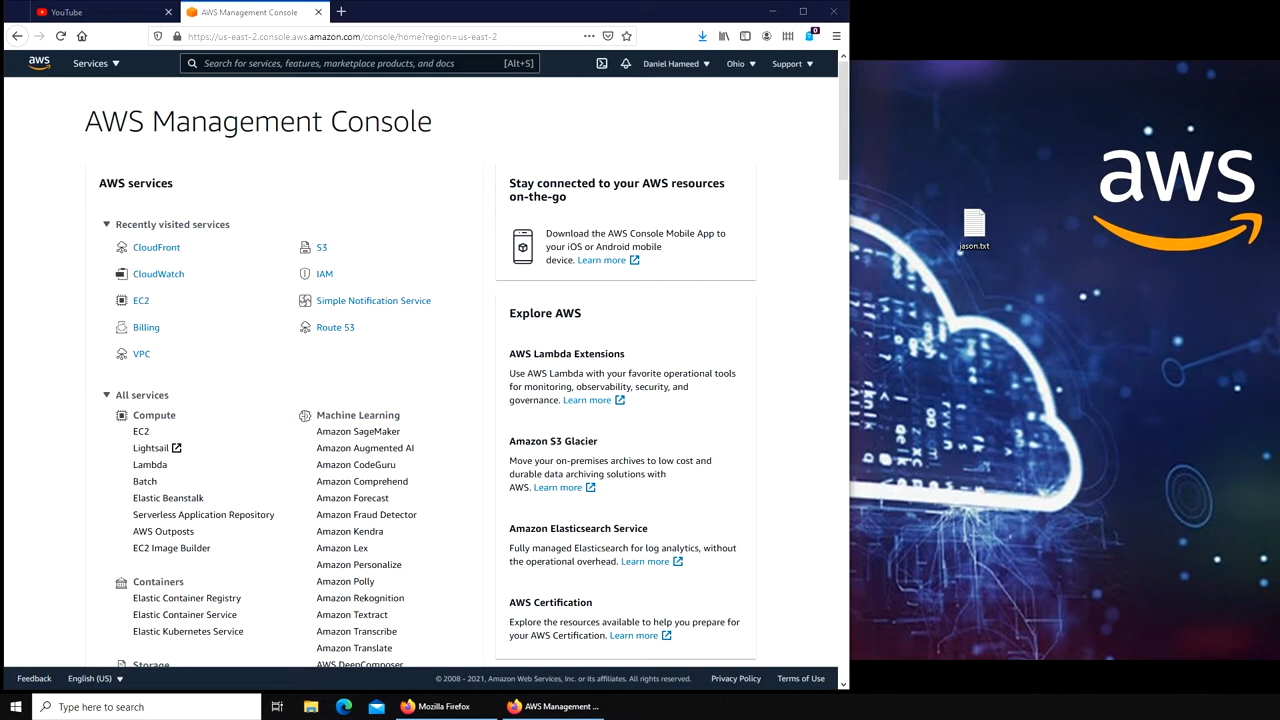 YouTube
AWS Management Console
https://us-east-2.console.aws.amazon.com/console/home?region=us-east-2
0
aws
Services
Search for services, features, marketplace products, and docs
[Alt+S]
Daniel Hameed
Ohio
Support
AWS Management Console
AWS services
Recently visited services
CloudFront
S3
CloudWatch
IAM
EC2
Simple Notification Service
Billing
Route 53
VPC
All services
Compute
EC2
Lightsail
Lambda
Batch
Elastic Beanstalk
Serverless Application Repository
AWS Outposts
EC2 Image Builder
Containers
Elastic Container Registry
Elastic Container Service
Elastic Kubernetes Service
Storage
Machine Learning
Amazon SageMaker
Amazon Augmented AI
Amazon CodeGuru
Amazon Comprehend
Amazon Forecast
Amazon Fraud Detector
Amazon Kendra
Amazon Lex
Amazon Personalize
Amazon Polly
Amazon Rekognition
Amazon Textract
Amazon Transcribe
Amazon Translate
AWS DeepComposer
Stay connected to your AWS resources
on-the-go
Download the AWS Console Mobile App to
your iOS or Android mobile
device. Learn more
Explore AWS
AWS Lambda Extensions
Use AWS Lambda with your favorite operational tools
for monitoring, observability, security, and
governance. Learn more
Amazon S3 Glacier
Move your on-premises archives to low cost and
durable data archiving solutions with
AWS. Learn more
Amazon Elasticsearch Service
Fully managed Elasticsearch for log analytics, without
the operational overhead. Learn more
AWS Certification
Explore the resources available to help you prepare for
your AWS Certification. Learn more
Feedback
English (US)
© 2008 - 2021, Amazon Web Services, Inc. or its affiliates. All rights reserved.
Privacy Policy
Terms of Use
aws
jason.txt
Type here to search
Mozilla Firefox
AWS Management ...